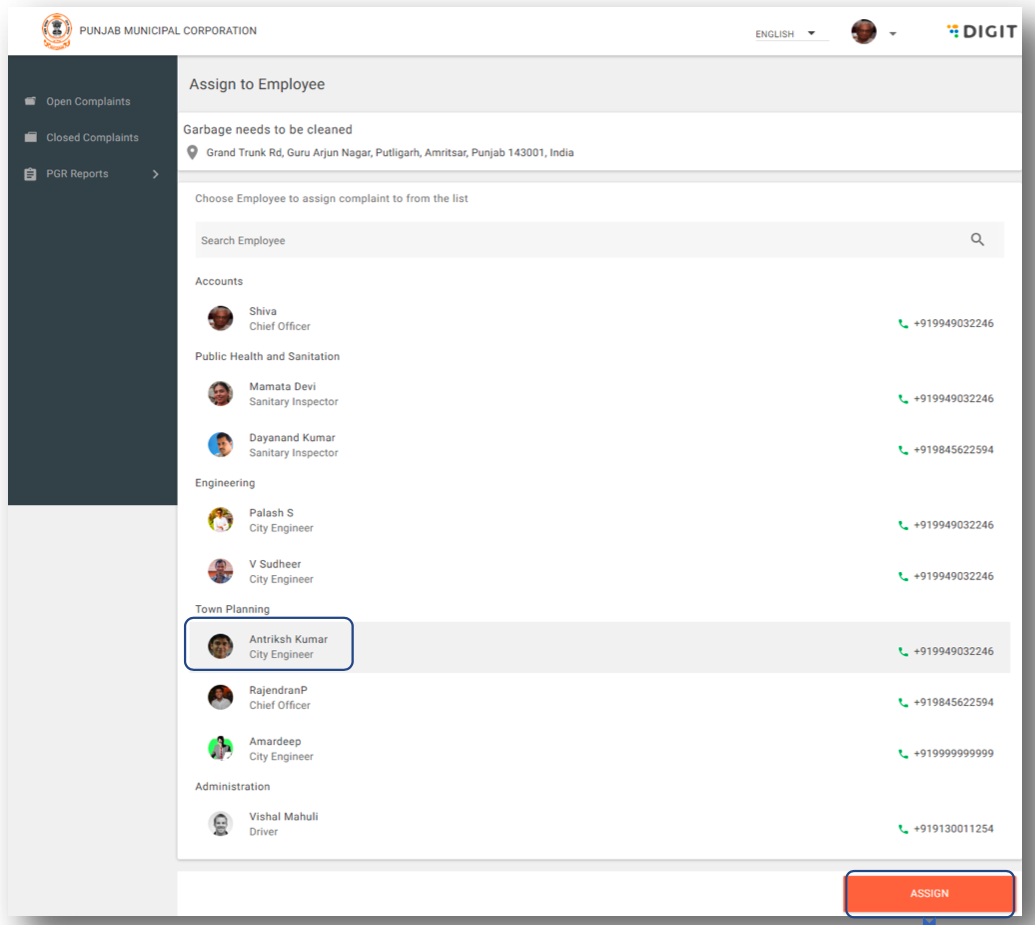 PUNJAB MUNICIPAL CORPORATION
ENGLISH
DIGIT
Open Complaints
Closed Complaints
PGR Reports
Assign to Employee
Garbage needs to be cleaned
Grand Trunk Rd, Guru Arjun Nagar, Putligarh, Amritsar, Punjab 143001, India
Choose Employee to assign complaint to from the list
Search Employee
Accounts
Shiva
Chief Officer
+919949032246
Public Health and Sanitation
Mamata Devi
Sanitary Inspector
+919949032246
Dayanand Kumar
Sanitary Inspector
+919845622594
Engineering
Palash S
City Engineer
+919949032246
V Sudheer
City Engineer
+919949032246
Town Planning
Antriksh Kumar
City Engineer
+919949032246
RajendranP
Chief Officer
+919845622594
Amardeep
City Engineer
+919999999999
Administration
Vishal Mahuli
Driver
+919130011254
ASSIGN